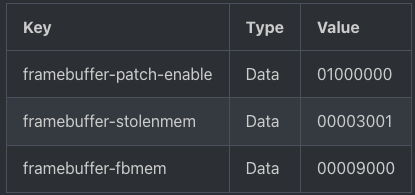 Key Type Value
framebuffer-patch-enable Data 01000000
framebuffer-stolenmem Data 00003001
framebuffer-fbmem Data 00009000